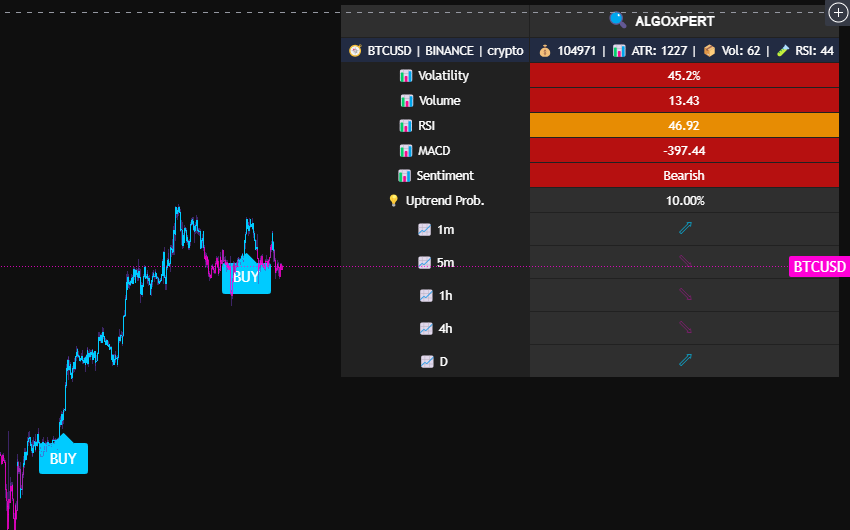 ALGOXPERT
BTCUSD | BINANCE | crypto 104971 | ATR: 1227 | Vol: 62 | RSI: 44
Volatility 45.2%
Volume 13.43
RSI 46.92
MACD -397.44
Sentiment Bearish
Uptrend Prob. 10.00%
1m
5m
BTCUSD
BUY
1h
4h
D
BUY